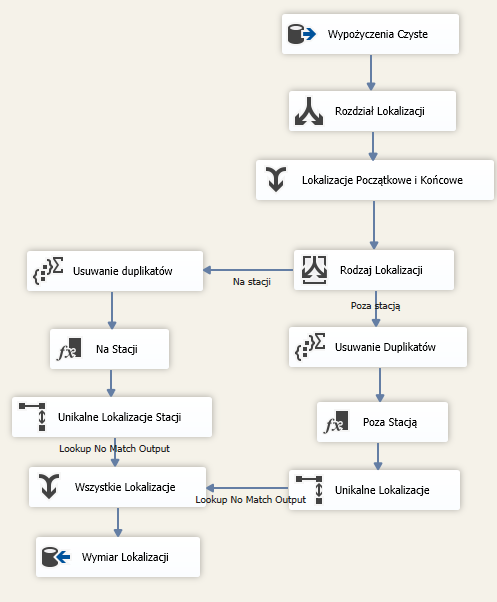 Wypożyczenia Czyste
Rozdział Lokalizacji
Lokalizacje Początkowe i Końcowe
Usuwanie duplikatów
Na stacji
Rodzaj Lokalizacji
Poza stacją
Na Stacji
Usuwanie Duplikatów
Unikalne Lokalizacje Stacji
Poza Stacją
Lookup No Match Output
Wszystkie Lokalizacje
Lookup No Match Output
Unikalne Lokalizacje
Wymiar Lokalizacji